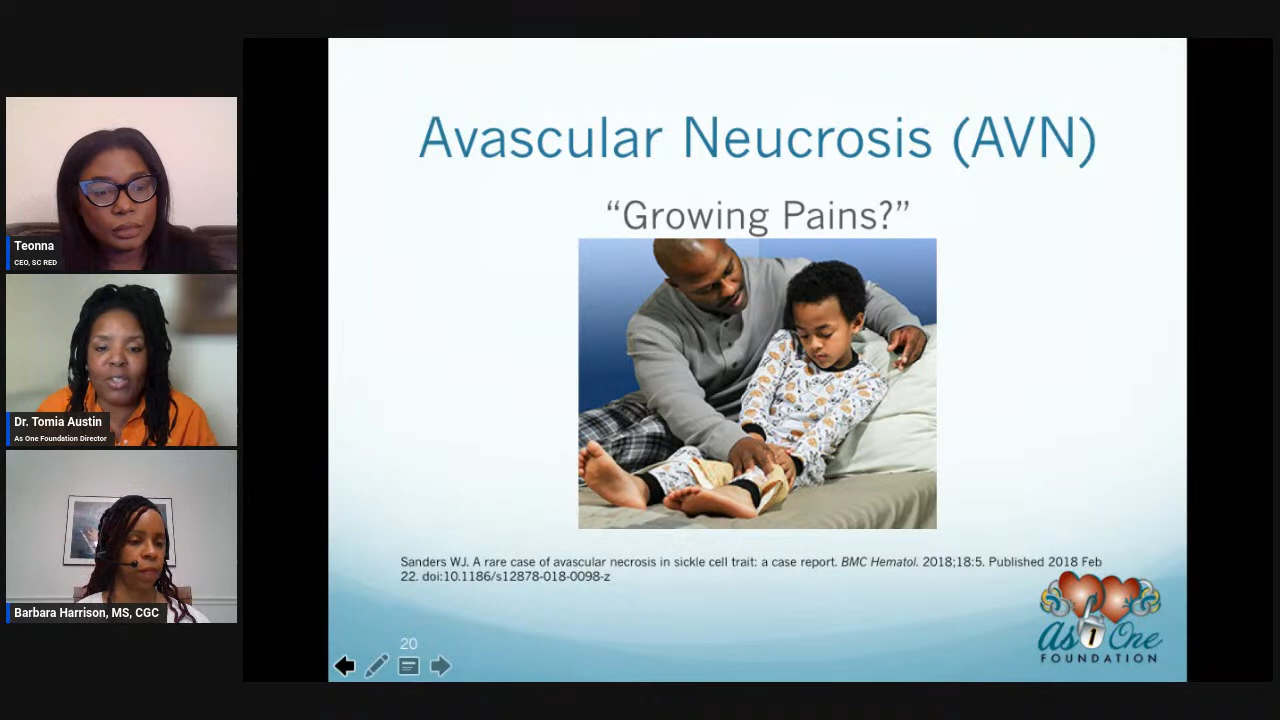 Avascular Neucrosis (AVN)
“Growing Pains?”
Teonna
CEO, SC RED
Dr. Tomia Austin
As One Foundation Director
Barbara Harrison, MS, CGC
Sanders WJ. A rare case of avascular necrosis in sickle cell trait: a case report. BMC Hematol. 2018;18:5. Published 2018 Feb
22. doi:10.1186/s12878-018-0098-z
As 1 One
FOUNDATION
20